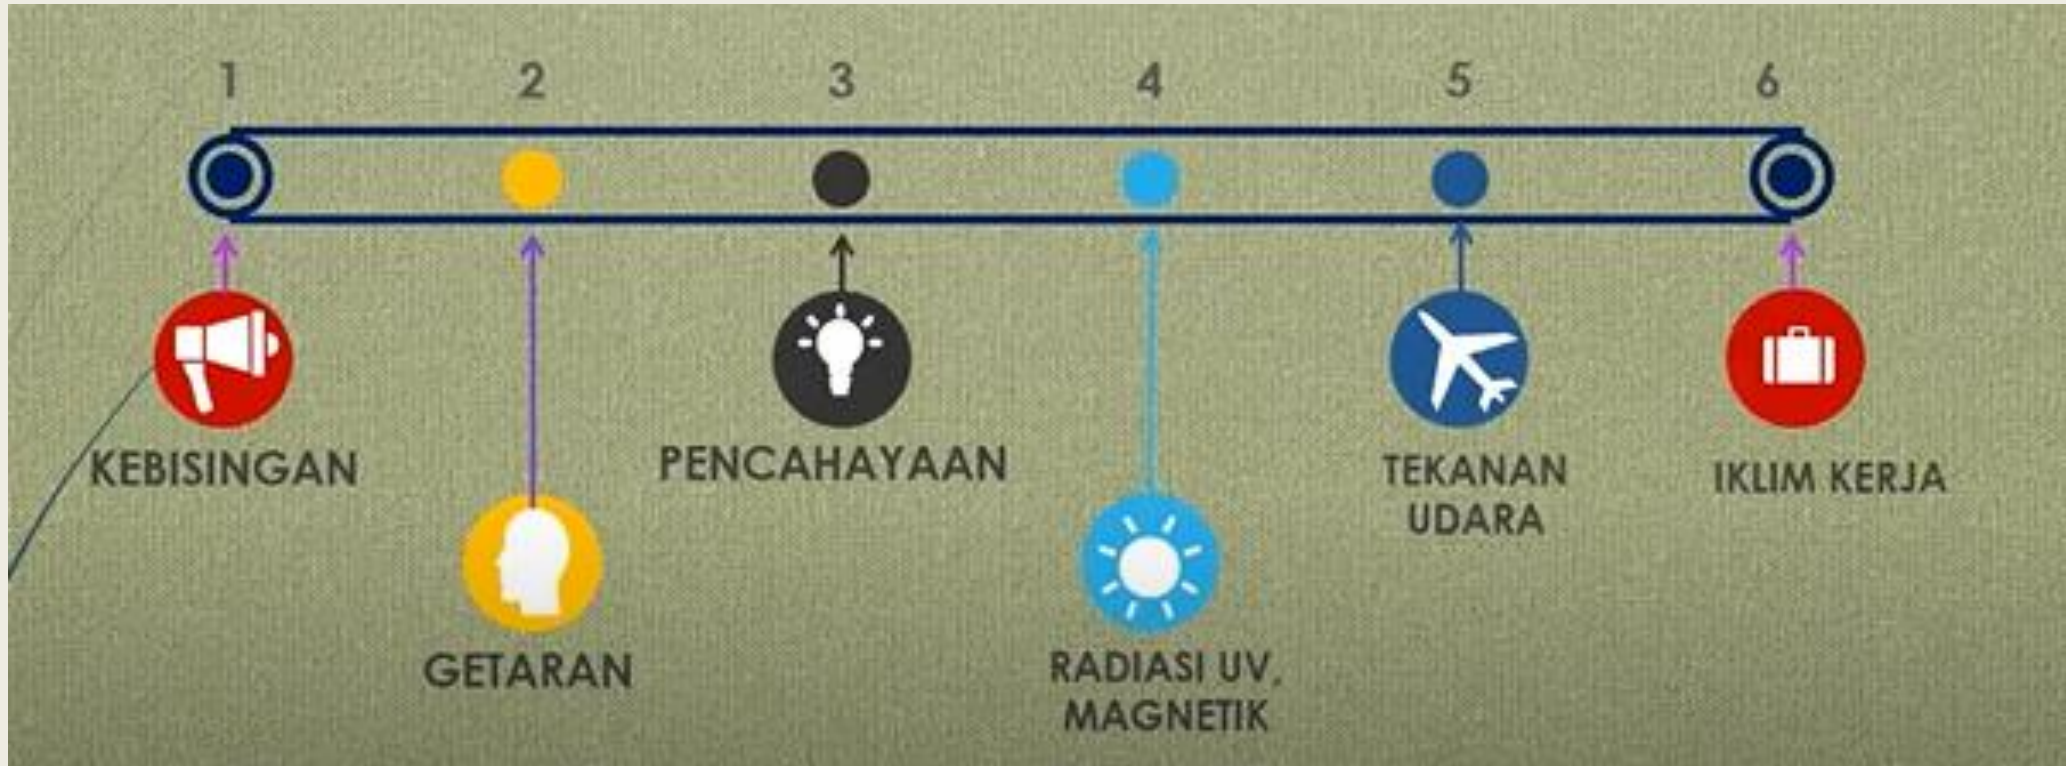 1 2 3 4 5 6
KEBISINGAN
GETARAN
PENCAHAYAAN
RADIASI UV,
MAGNETIK
TEKANAN
UDARA
IKLIM KERJA